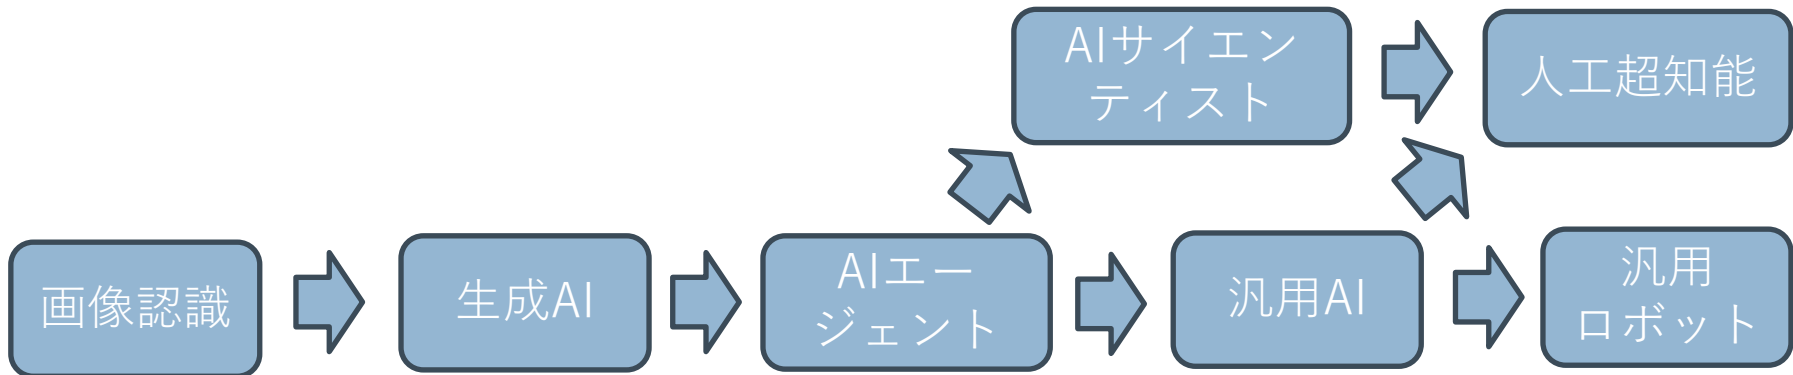 AIサイエン
ティスト
人工超知能
画像認識
生成AI
AIエー
ジェント
汎用AI
汎用
ロボット